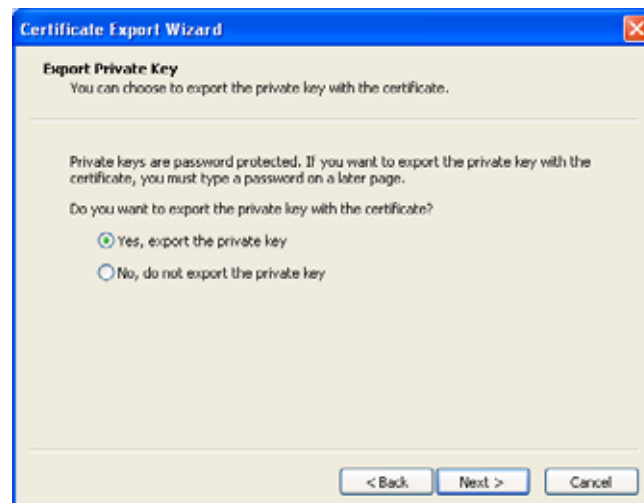 Certificate Export Wizard
Export Private Key
You can choose to export the private key with the certificate.
Private keys are password protected. If you want to export the private key with the
certificate, you must type a password on a later page.
Do you want to export the private key with the certificate?
Yes, export the private key
No, do not export the private key
< Back
Next >
Cancel